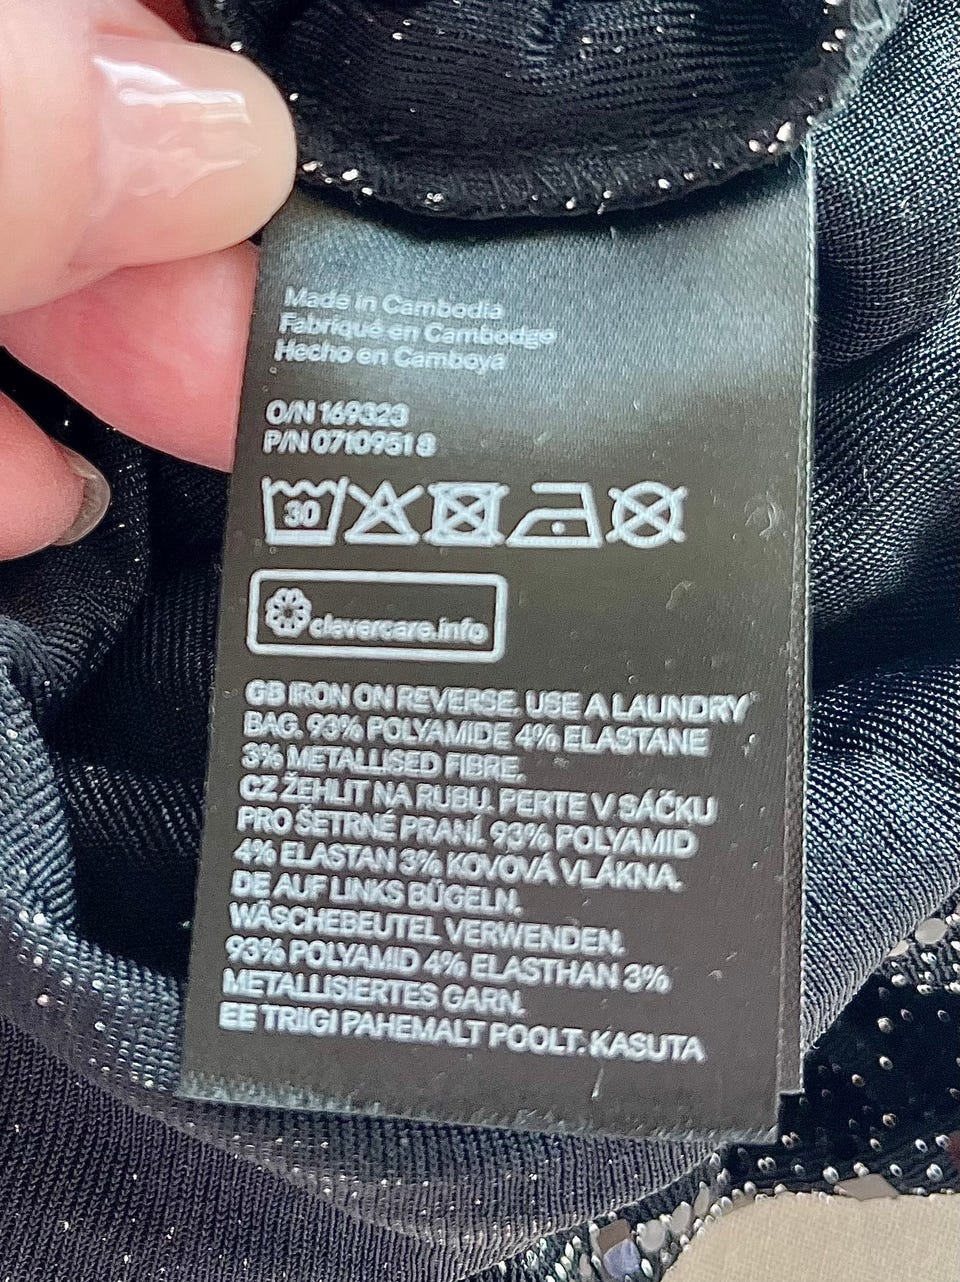 Made in Cambodia
Fabriqué en Cambodge
Hecho en Camboya
O/N 169323
P/N 07109518
30
clevercare.info
GB IRON ON REVERSE. USE A LAUNDRY
BAG. 93% POLYAMIDE 4% ELASTANE
3% METALLISED FIBRE.
CZ ŽEHLIT NA RUBU. PERTE V SÁČKU
PRO ŠETRNÉ PRANÍ. 93% POLYAMID
4% ELASTAN 3% KOVOVÁ VLÁKNA.
DE AUF LINKS BÜGELN.
WÄSCHEBEUTEL VERWENDEN.
93% POLYAMID 4% ELASTHAN 3%
METALLISIERTES GARN.
EE TRIIGI PAHEMALT POOLT. KASUTA